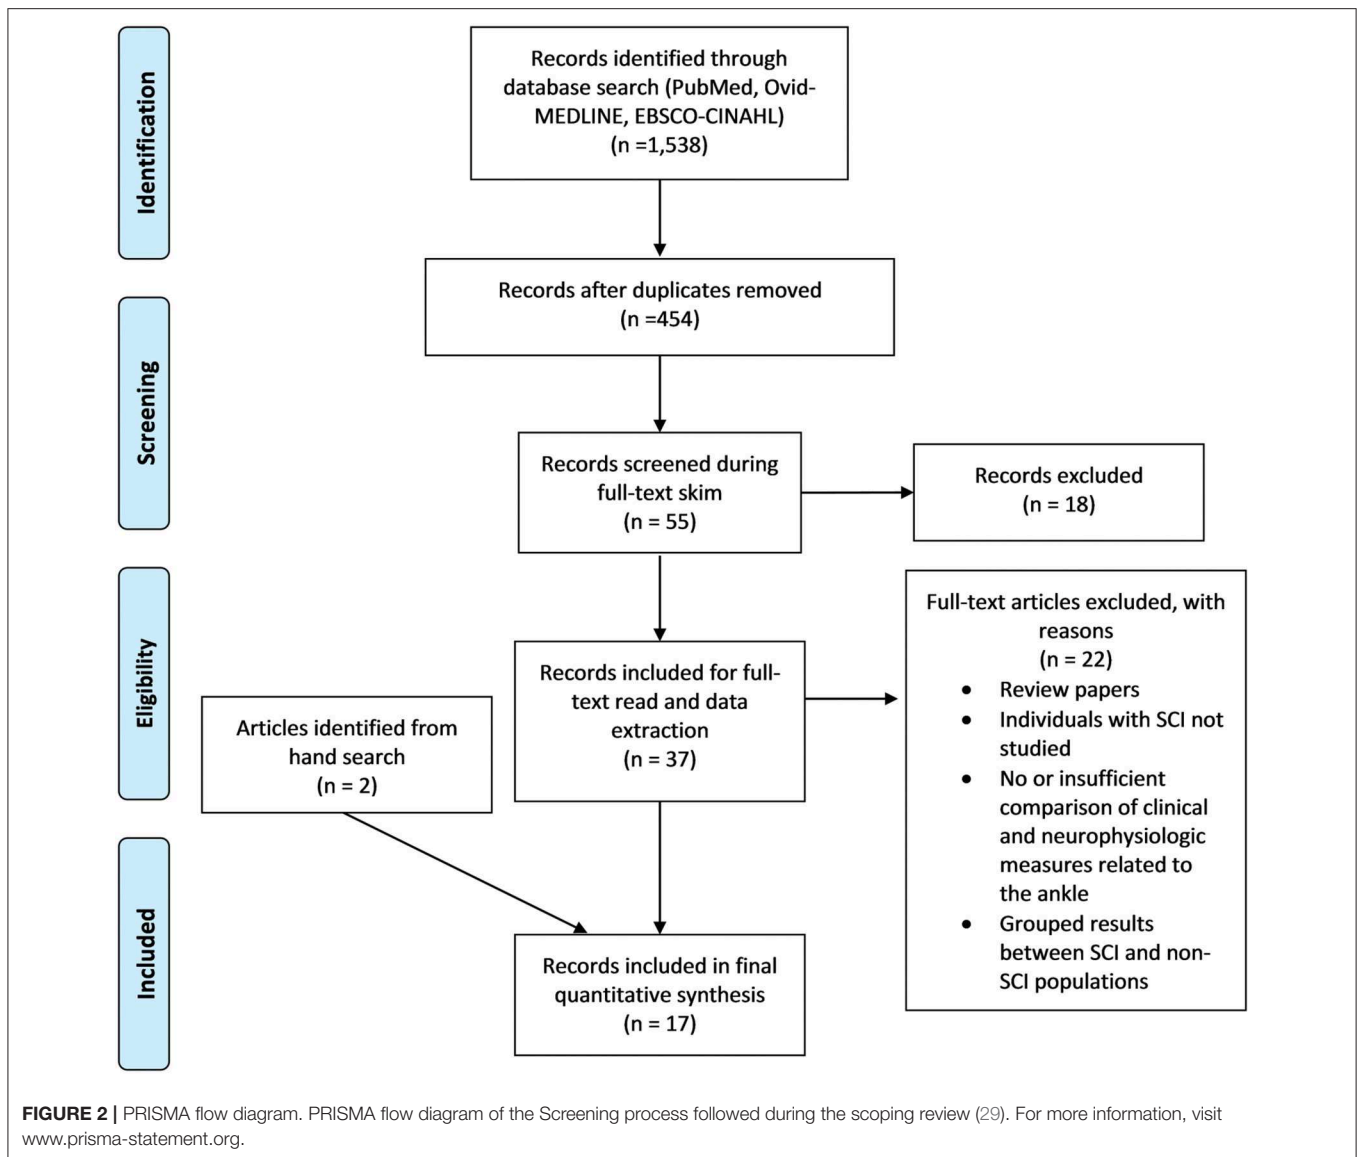 Identification
Records identified through
database search (PubMed, Ovid-
MEDLINE, EBSCO-CINAHL)
(n =1,538)
Records after duplicates removed
(n =454)
Screening
Records screened during
full-text skim
(n = 55)
Records excluded
(n = 18)
Eligibility
Records included for full-
text read and data
extraction
(n = 37)
Full-text articles excluded, with
reasons
(n = 22)
• Review papers
• Individuals with SCI not
studied
• No or insufficient
comparison of clinical
and neurophysiologic
measures related to
the ankle
• Grouped results
between SCI and non-
SCI populations
Articles identified from
hand search
(n = 2)
Included
Records included in final
quantitative synthesis
(n = 17)
FIGURE 2 | PRISMA flow diagram. PRISMA flow diagram of the Screening process followed during the scoping review (29). For more information, visit
www.prisma-statement.org.